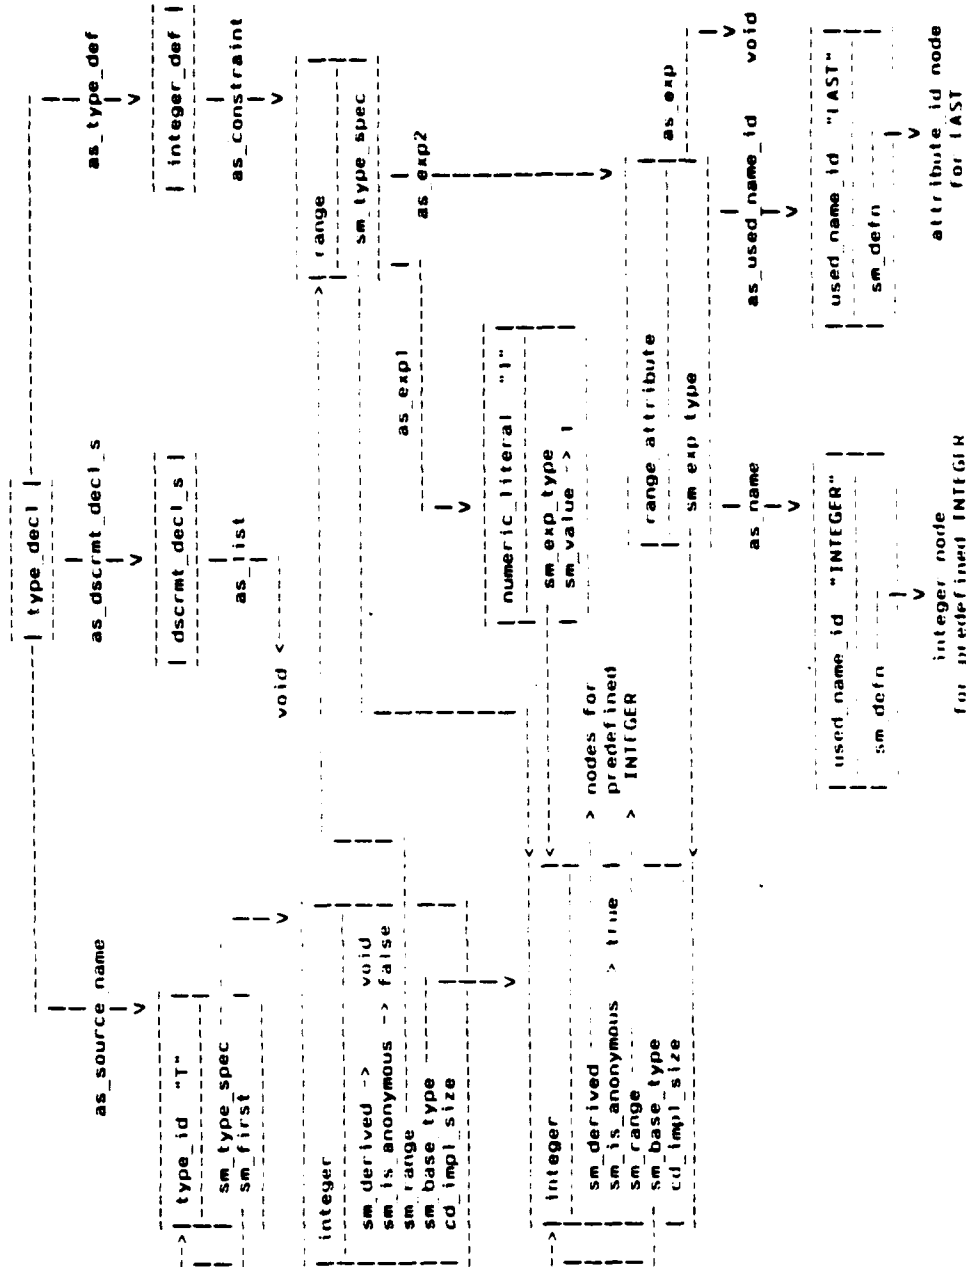 type_decl
as_source_name
as_dscrmt_decl_s
as_type_def
type_id "T"
sm_type_spec
sm_first
dscrmt_decl_s
integer_def
as_list
as_constraint
void
integer
sm_derived -> void
sm_is_anonymous -> false
sm_range
sm_base_type
cd_impl_size
range
sm_type_spec
as_exp1
as_exp2
numeric_literal "1"
sm_exp_type
sm_value -> 1
integer
sm_derived
sm_is_anonymous > true
sm_range
sm_base_type
cd_impl_size
> nodes for
predefined
> INTEGER
range_attribute
sm_exp_type
as_name
as_used_name_id
as_exp
void
used_name_id "INTEGER"
sm_defn
used_name_id "LAST"
sm_defn
integer node
for predefined INTEGER
attribute_id node
for LAST